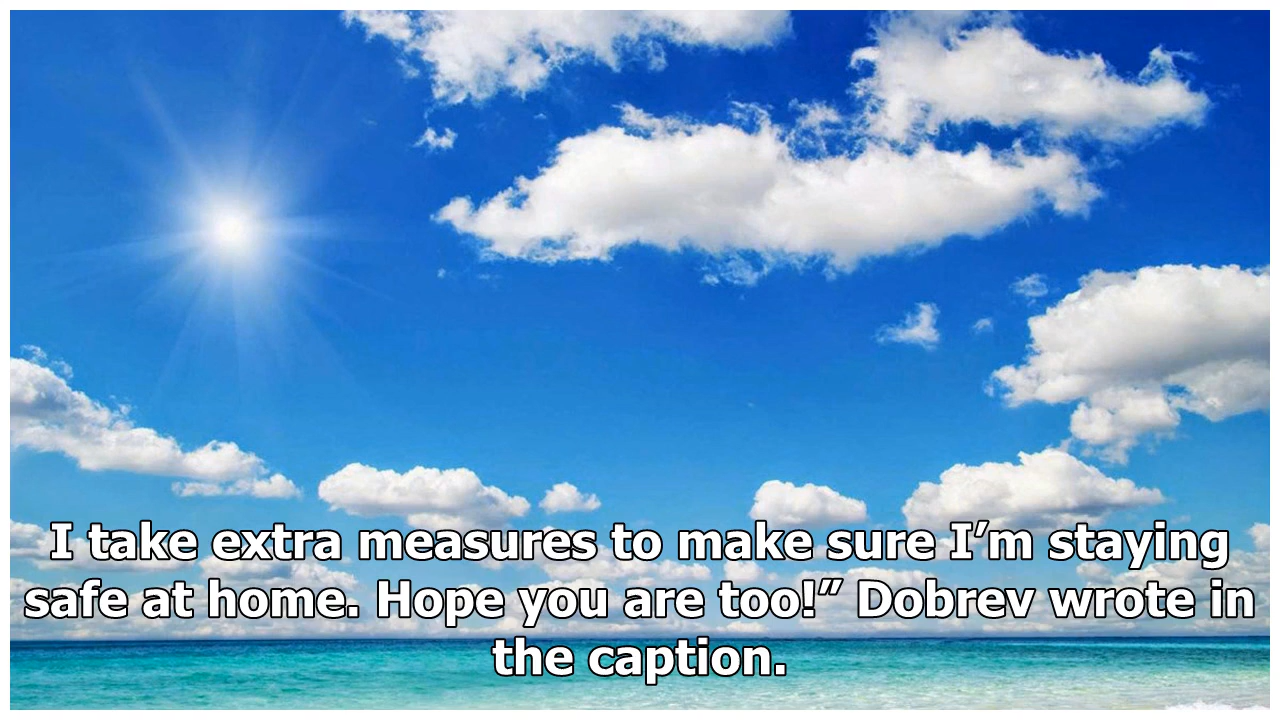 I take extra measures to make sure I’m staying
safe at home. Hope you are too!” Dobrev wrote in
the caption.